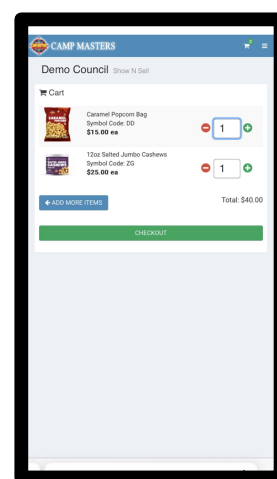 CAMP MASTERS
Demo Council Show N Sell
Cart
Caramel Popcorn Bag
Symbol Code: DD
$15.00 ea
1
12oz Salted Jumbo Cashews
Symbol Code: ZG
$25.00 ea
1
ADD MORE ITEMS
Total: $40.00
CHECKOUT